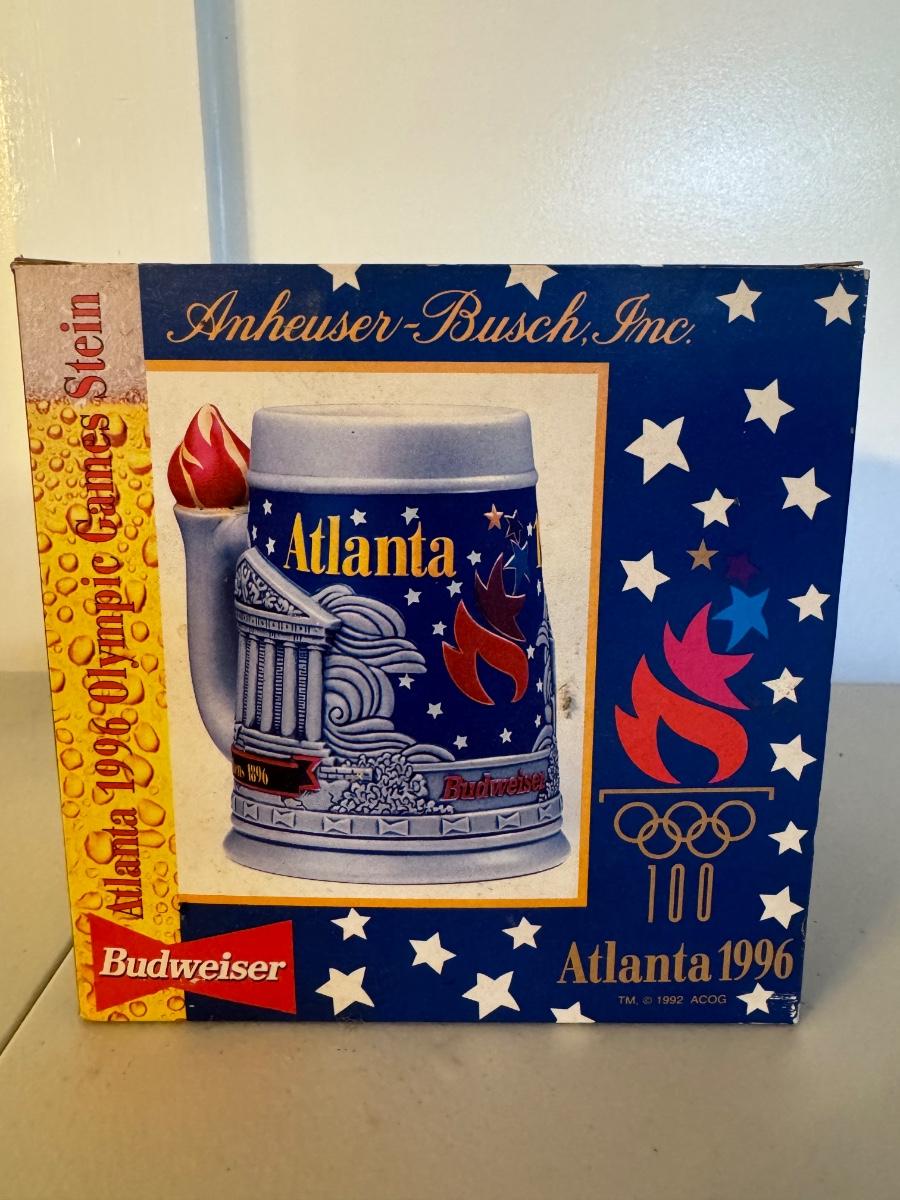 Anheuser-Busch, Inc.
Atlanta 1996 Olympic Games Stein
Atlanta
1896
Budweiser
100
Atlanta 1996
TM, © 1992 ACOG
Budweiser